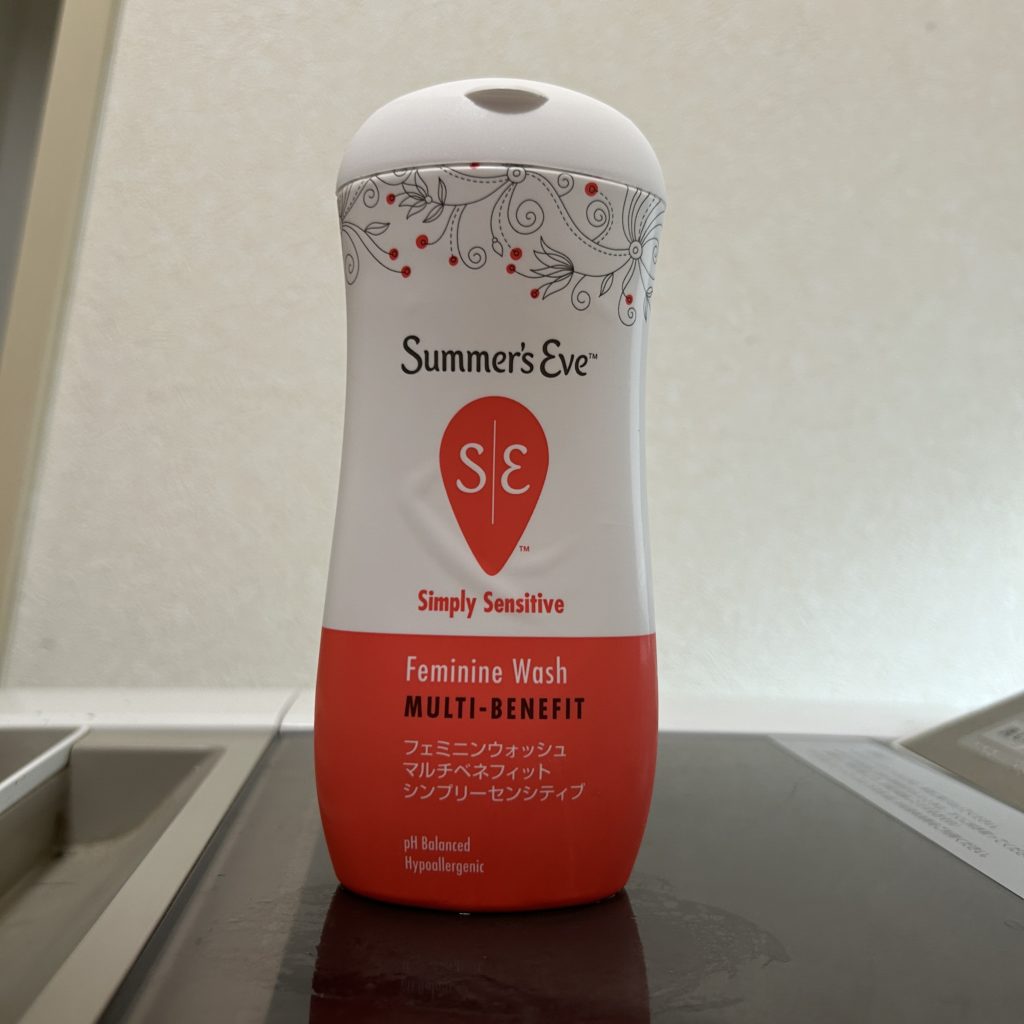 Summer's Eve™
S|E
™
Simply Sensitive
Feminine Wash
MULTI-BENEFIT
フェミニンウォッシュ
マルチベネフィット
シンプリーセンシティブ
pH Balanced
Hypoallergenic